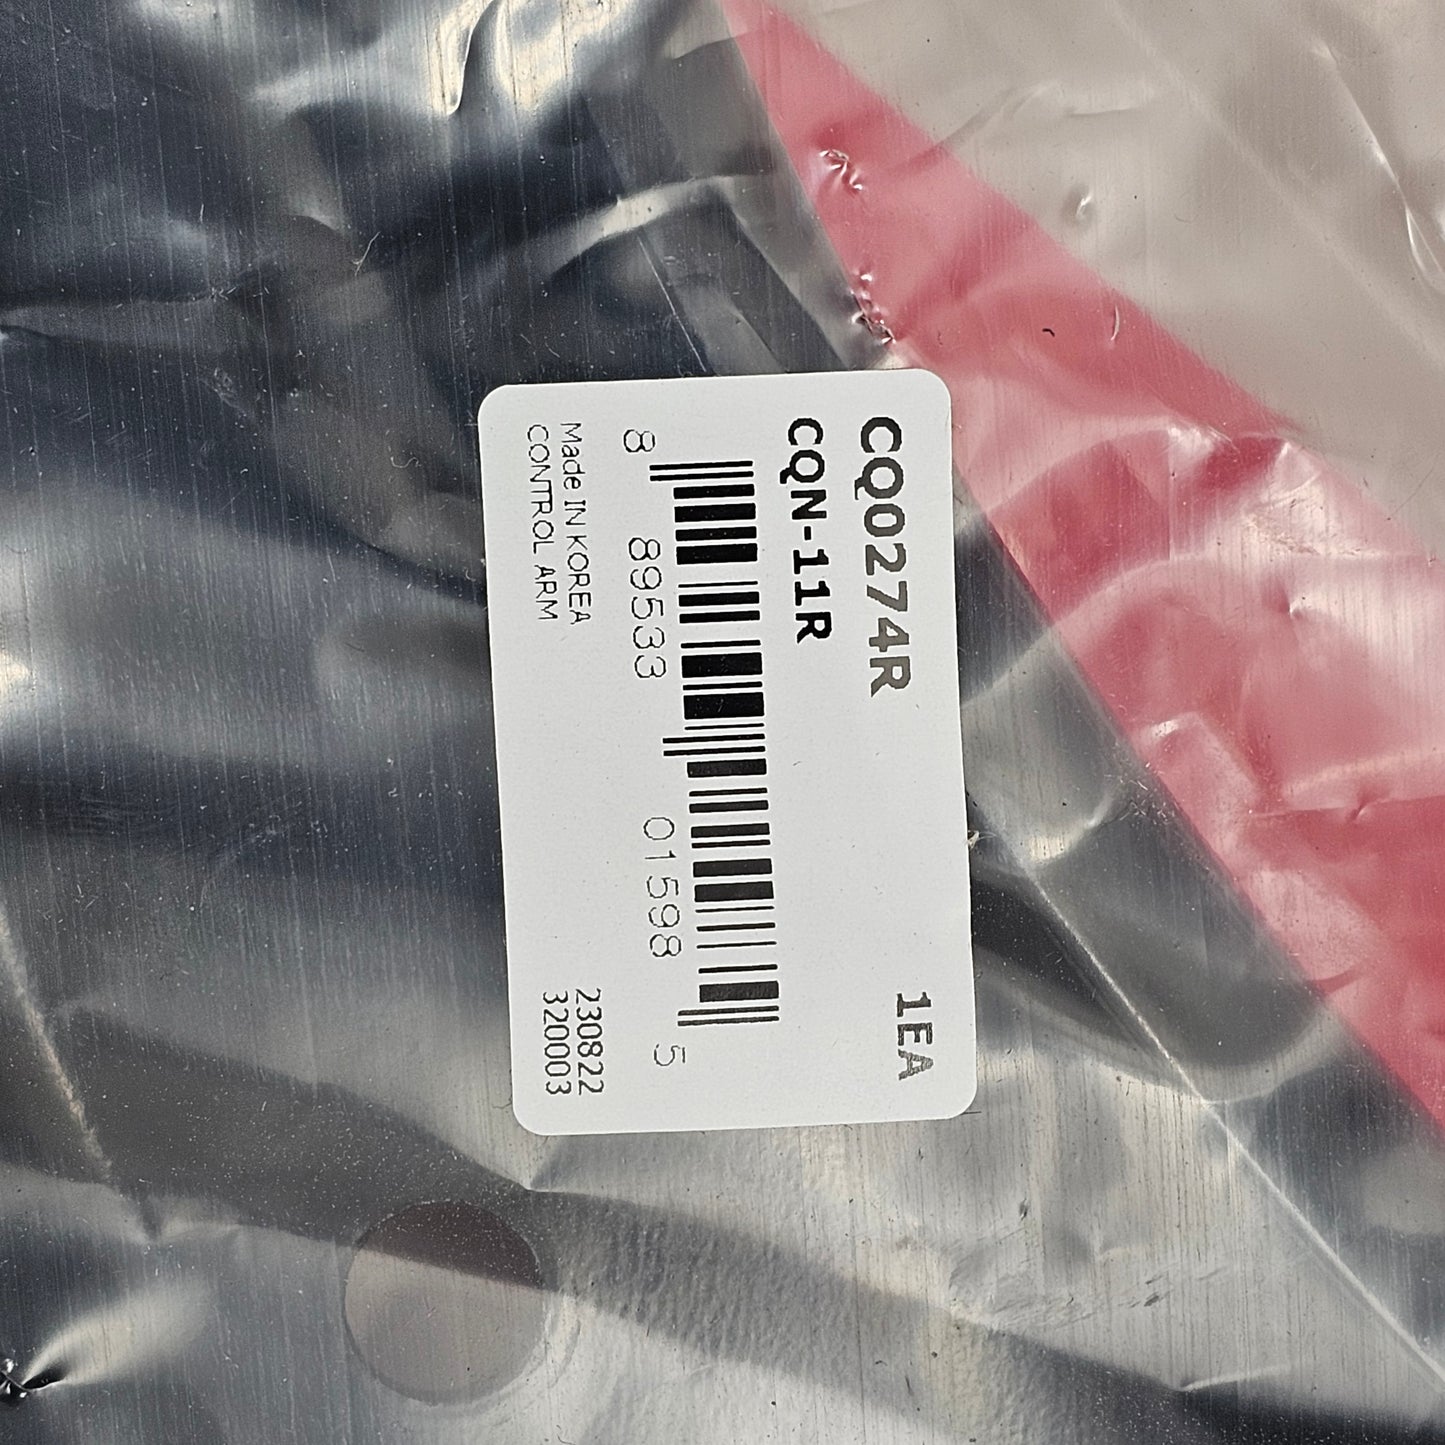 CQ0274R 1EA
CQN-11R
8 89533 01598 5
Made IN KOREA 230822
CONTROL ARM 320003